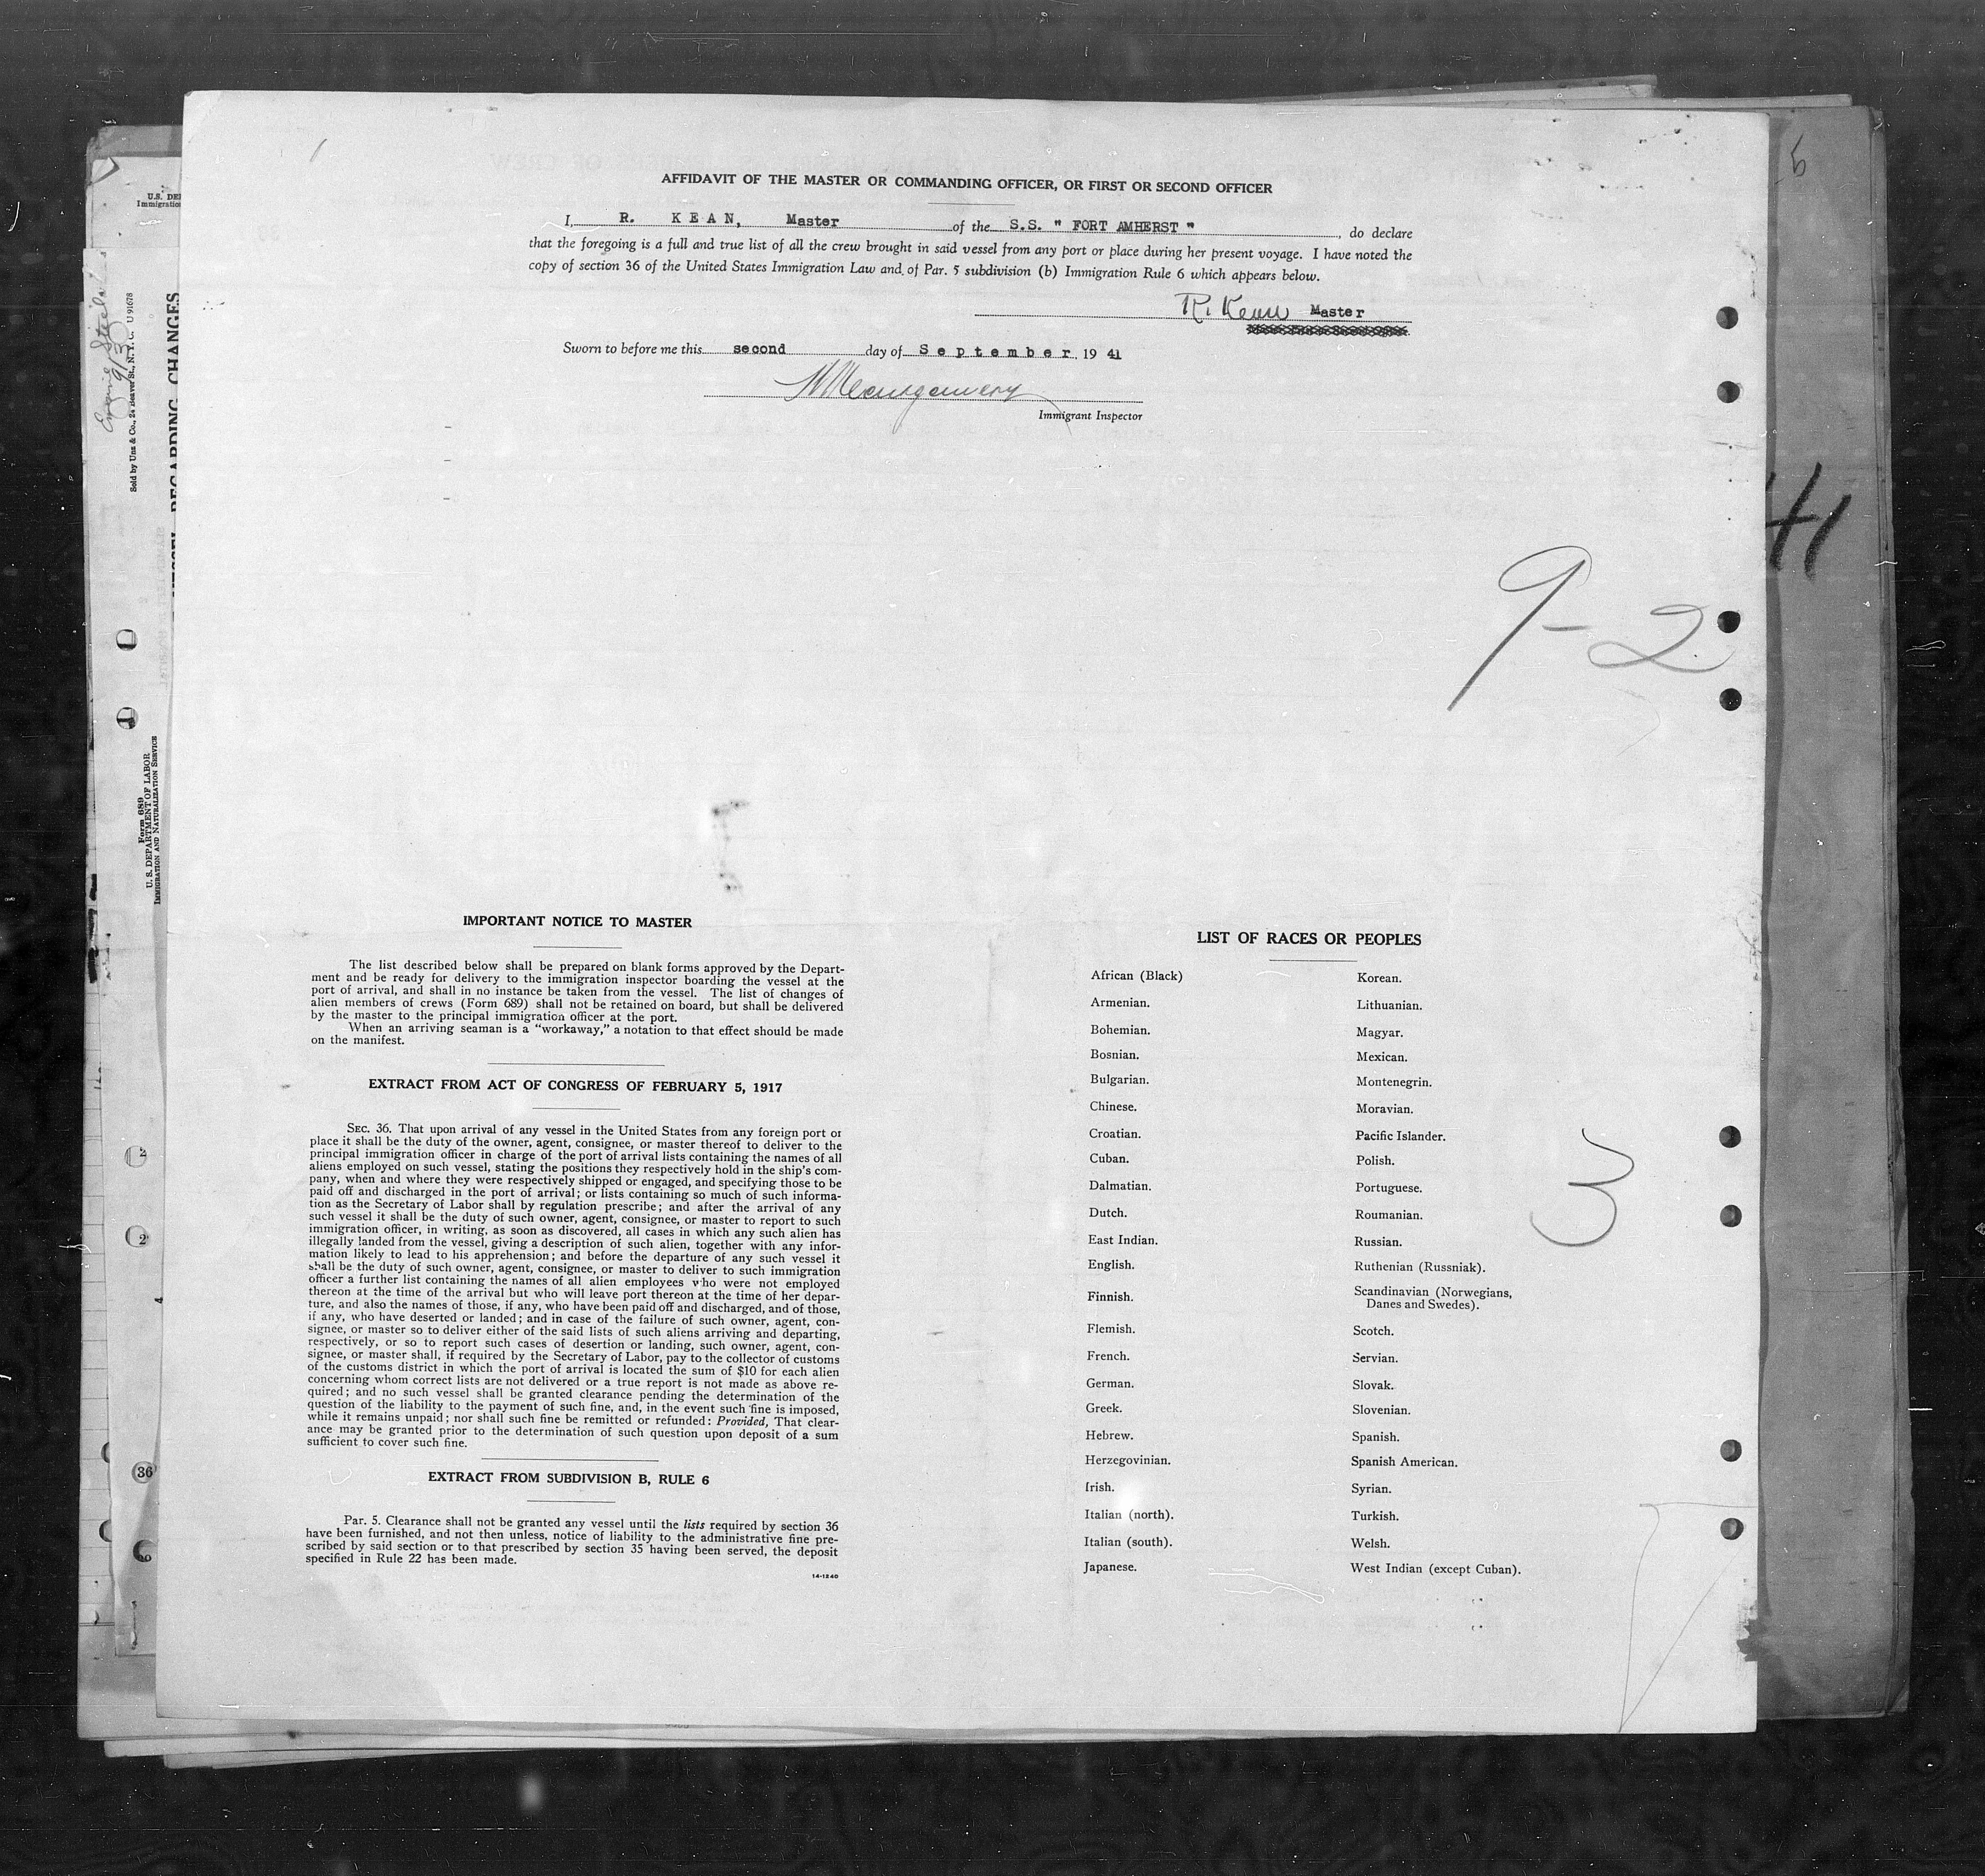 AFFIDAVIT OF THE MASTER OR COMMANDING OFFICER, OR FIRST OR SECOND OFFICER
I, R. KEAN, Master of the S.S. " FORT AMHERST ", do declare
that the foregoing is a full and true list of all the crew brought in said vessel from any port or place during her present voyage. I have noted the
copy of section 36 of the United States Immigration Law and of Par. 5 subdivision (b) Immigration Rule 6 which appears below.
R. Kean Master
Sworn to before me this second day of September, 19 41
Montgomery
Immigrant Inspector
9-2
IMPORTANT NOTICE TO MASTER
The list described below shall be prepared on blank forms approved by the Depart-
ment and be ready for delivery to the immigration inspector boarding the vessel at the
port of arrival, and shall in no instance be taken from the vessel. The list of changes of
alien members of crews (Form 689) shall not be retained on board, but shall be delivered
by the master to the principal immigration officer at the port.
When an arriving seaman is a "workaway," a notation to that effect should be made
on the manifest.
EXTRACT FROM ACT OF CONGRESS OF FEBRUARY 5, 1917
SEC. 36. That upon arrival of any vessel in the United States from any foreign port or
place it shall be the duty of the owner, agent, consignee, or master thereof to deliver to the
principal immigration officer in charge of the port of arrival lists containing the names of all
aliens employed on such vessel, stating the positions they respectively hold in the ship's com-
pany, when and where they were respectively shipped or engaged, and specifying those to be
paid off and discharged in the port of arrival; or lists containing so much of such informa-
tion as the Secretary of Labor shall by regulation prescribe; and after the arrival of any
such vessel it shall be the duty of such owner, agent, consignee, or master to report to such
immigration officer, in writing, as soon as discovered, all cases in which any such alien has
illegally landed from the vessel, giving a description of such alien, together with any infor-
mation likely to lead to his apprehension; and before the departure of any such vessel it
shall be the duty of such owner, agent, consignee, or master to deliver to such immigration
officer a further list containing the names of all alien employees who were not employed
thereon at the time of the arrival but who will leave port thereon at the time of her depar-
ture, and also the names of those, if any, who have been paid off and discharged, and of those,
if any, who have deserted or landed; and in case of the failure of such owner, agent, con-
signee, or master so to deliver either of the said lists of such aliens arriving and departing,
respectively, or so to report such cases of desertion or landing, such owner, agent, con-
signee, or master shall, if required by the Secretary of Labor, pay to the collector of customs
of the customs district in which the port of arrival is located the sum of $10 for each alien
concerning whom correct lists are not delivered or a true report is not made as above re-
quired; and no such vessel shall be granted clearance pending the determination of the
question of the liability to the payment of such fine, and, in the event such fine is imposed,
while it remains unpaid; nor shall such fine be remitted or refunded: Provided, That clear-
ance may be granted prior to the determination of such question upon deposit of a sum
sufficient to cover such fine.
EXTRACT FROM SUBDIVISION B, RULE 6
Par. 5. Clearance shall not be granted any vessel until the lists required by section 36
have been furnished, and not then unless, notice of liability to the administrative fine pre-
scribed by said section or to that prescribed by section 35 having been served, the deposit
specified in Rule 22 has been made.
14-1240
LIST OF RACES OR PEOPLES
African (Black)
Armenian.
Bohemian.
Bosnian.
Bulgarian.
Chinese.
Croatian.
Cuban.
Dalmatian.
Dutch.
East Indian.
English.
Finnish.
Flemish.
French.
German.
Greek.
Hebrew.
Herzegovinian.
Irish.
Italian (north).
Italian (south).
Japanese.
Korean.
Lithuanian.
Magyar.
Mexican.
Montenegrin.
Moravian.
Pacific Islander.
Polish.
Portuguese.
Roumanian.
Russian.
Ruthenian (Russniak).
Scandinavian (Norwegians,
Danes and Swedes).
Scotch.
Servian.
Slovak.
Slovenian.
Spanish.
Spanish American.
Syrian.
Turkish.
Welsh.
West Indian (except Cuban).
3
41
5
U.S. DE
Immigratio
Sold by Unz & Co., 24 Beaver St., N.Y.C. U 91678
REGARDING CHANGES
Form 689
U. S. DEPARTMENT OF LABOR
IMMIGRATION AND NATURALIZATION SERVICE
1
1
2
2
4
36